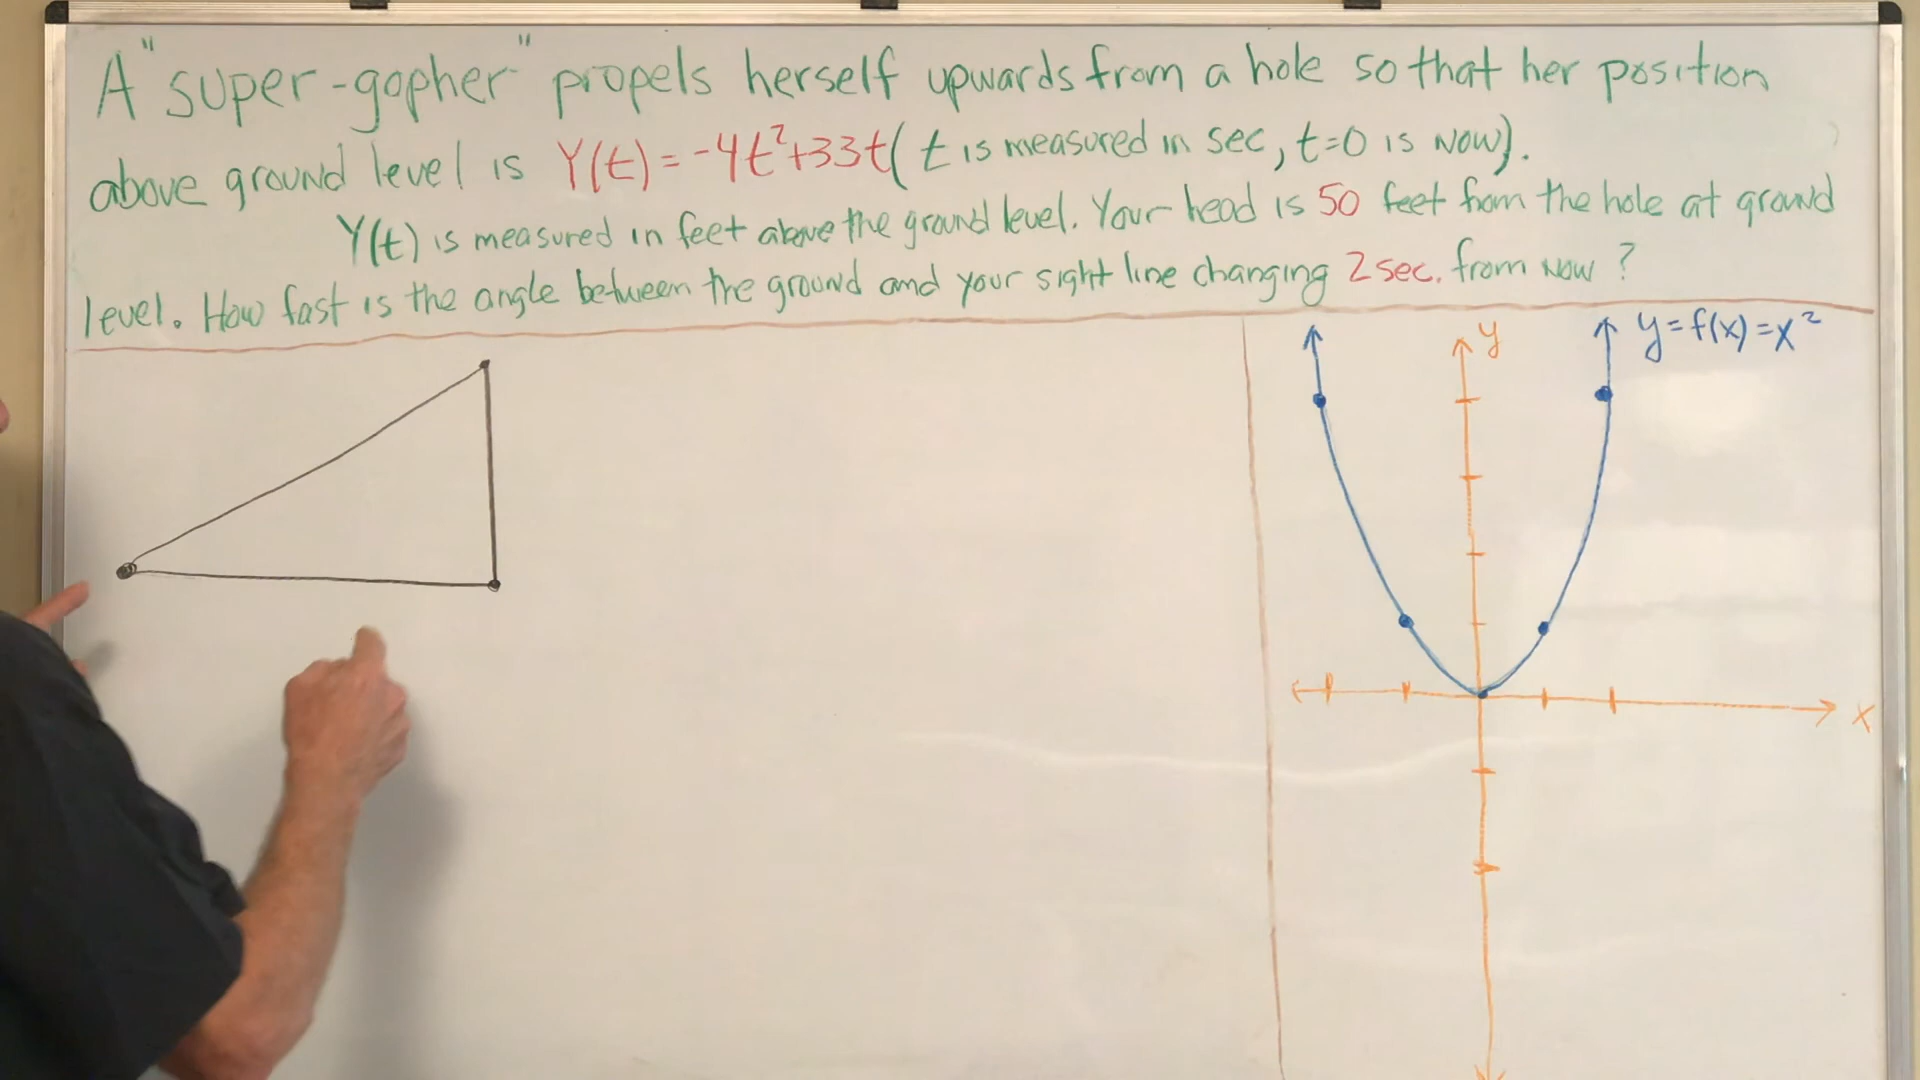 A "super-gopher" propels herself upwards from a hole so that her position
above ground level is Y(t) = -4t²+33t( t is measured in sec, t=0 is now).
Y(t) is measured in feet above the ground level. Your head is 50 feet from the hole at ground
level. How fast is the angle between the ground and your sight line changing 2 sec. from now ?
y
y=f(x)=x²
x